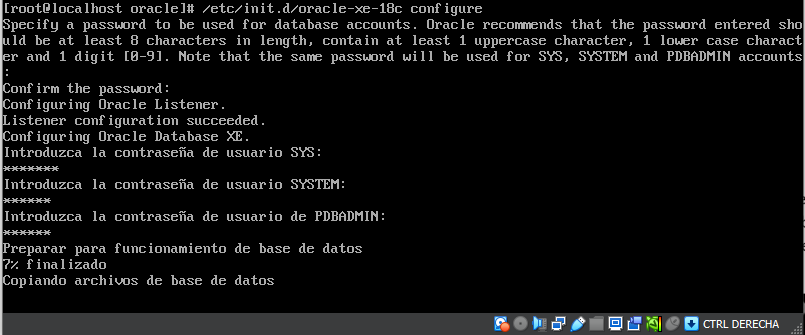 [root@localhost oracle]# /etc/init.d/oracle-xe-18c configure
Specify a password to be used for database accounts. Oracle recommends that the password entered sho
uld be at least 8 characters in length, contain at least 1 uppercase character, 1 lower case charact
er and 1 digit [0-9]. Note that the same password will be used for SYS, SYSTEM and PDBADMIN accounts
:
Confirm the password:
Configuring Oracle Listener.
Listener configuration succeeded.
Configuring Oracle Database XE.
Introduzca la contraseña de usuario SYS:
*******
Introduzca la contraseña de usuario SYSTEM:
******
Introduzca la contraseña de usuario de PDBADMIN:
******
Preparar para funcionamiento de base de datos
7% finalizado
Copiando archivos de base de datos
CTRL DERECHA